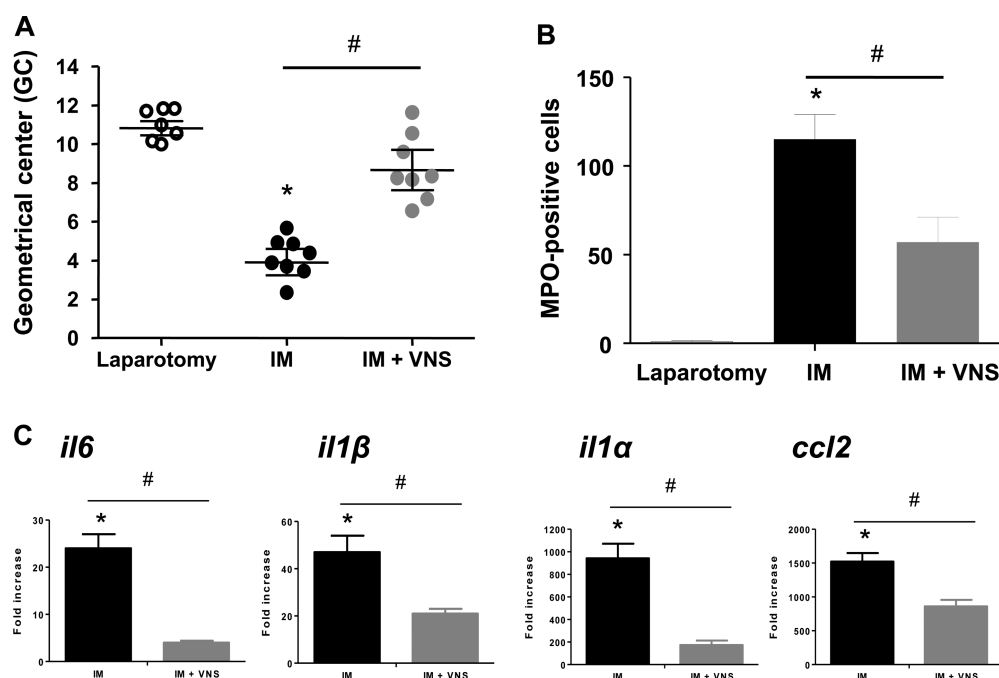 A
Geometrical center (GC)
14
12
10
8
6
4
2
0
#
*
Laparotomy
IM
IM + VNS
B
MPO-positive cells
150
100
50
0
#
*
Laparotomy
IM
IM + VNS
C
il6
#
*
Fold increase
30
20
10
0
IM
IM + VNS
il1β
#
*
Fold increase
60
40
20
0
IM
IM + VNS
il1α
#
*
Fold increase
1200
1000
800
600
400
200
0
IM
IM + VNS
ccl2
#
*
Fold increase
2000
1500
1000
500
0
IM
IM + VNS